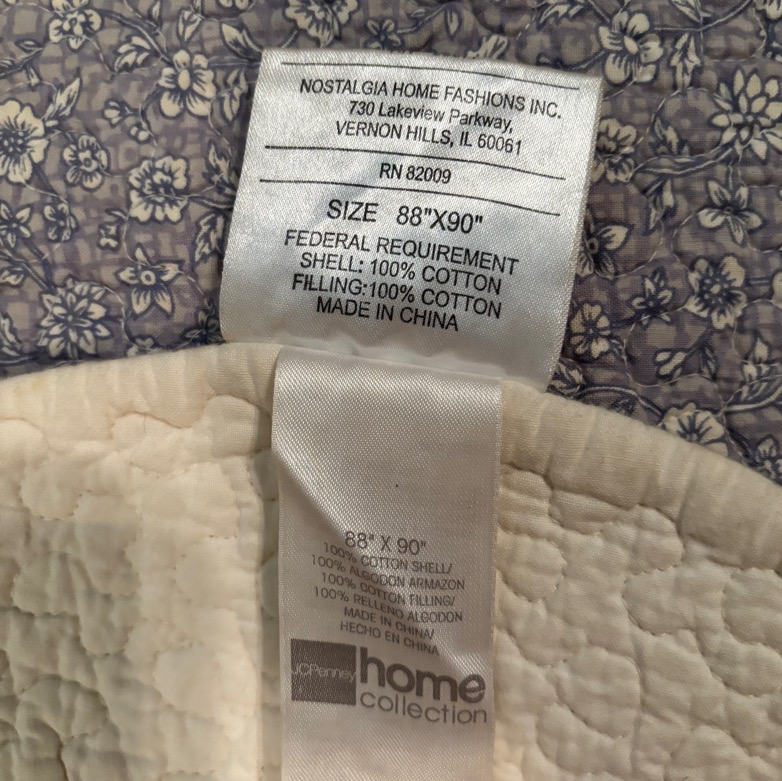 NOSTALGIA HOME FASHIONS INC.
730 Lakeview Parkway,
VERNON HILLS, IL 60061
RN 82009
SIZE 88"X90"
FEDERAL REQUIREMENT
SHELL: 100% COTTON
FILLING:100% COTTON
MADE IN CHINA
88" X 90"
100% COTTON SHELL/
100% ALGODON ARMAZON
100% COTTON FILLING/
100% RELLENO ALGODON
MADE IN CHINA/
HECHO EN CHINA
JCPenney home
collection